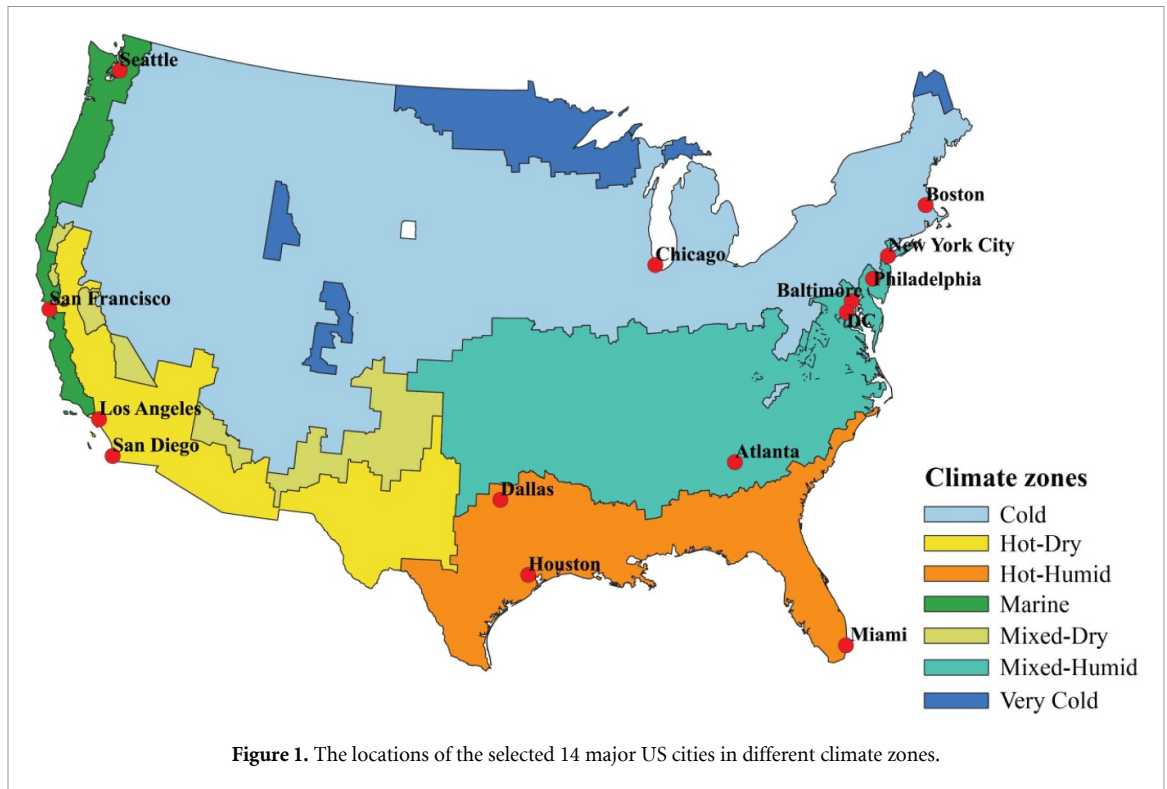 Seattle
Boston
New York City
Chicago
Philadelphia
Baltimore
San Francisco
DC
Los Angeles
San Diego
Atlanta
Dallas
Houston
Miami
Climate zones
Cold
Hot-Dry
Hot-Humid
Marine
Mixed-Dry
Mixed-Humid
Very Cold
Figure 1. The locations of the selected 14 major US cities in different climate zones.